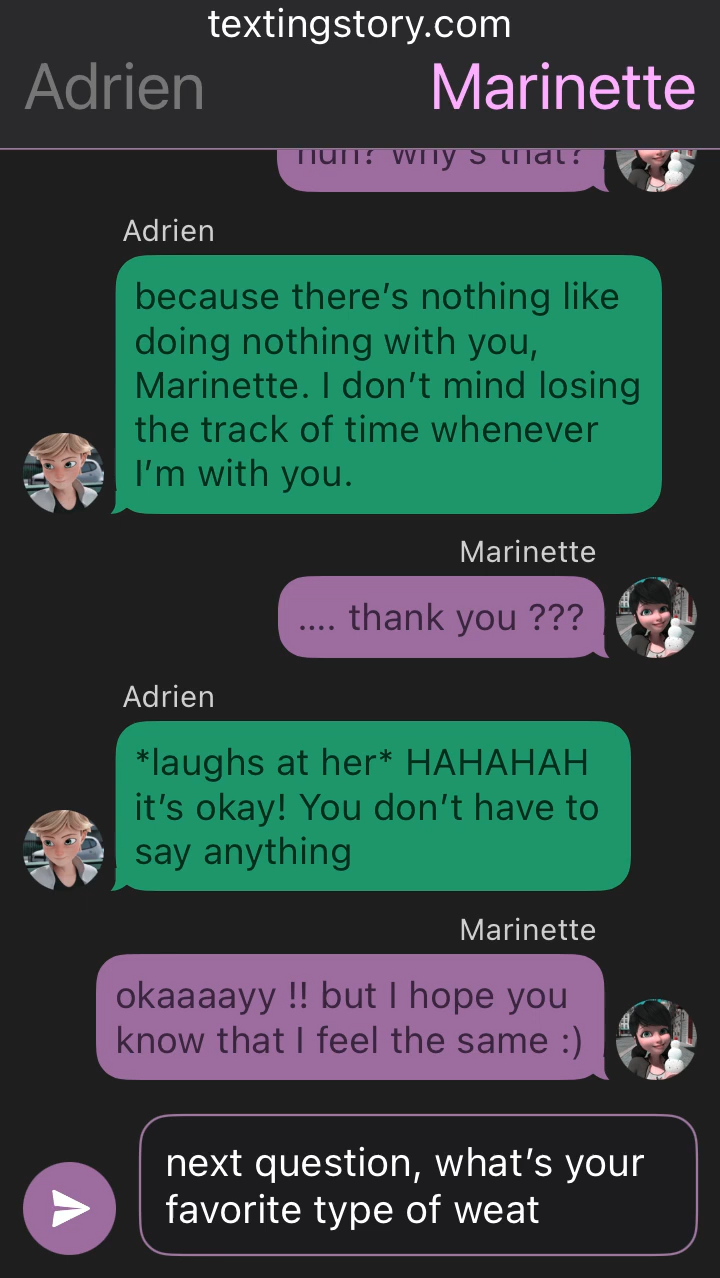 textingstory.com
Adrien Marinette
huh? why's that?
Adrien
because there’s nothing like
doing nothing with you,
Marinette. I don’t mind losing
the track of time whenever
I’m with you.
Marinette
.... thank you ???
Adrien
*laughs at her* HAHAHAH
it’s okay! You don’t have to
say anything
Marinette
okaaaayy !! but I hope you
know that I feel the same :)
next question, what’s your
favorite type of weat